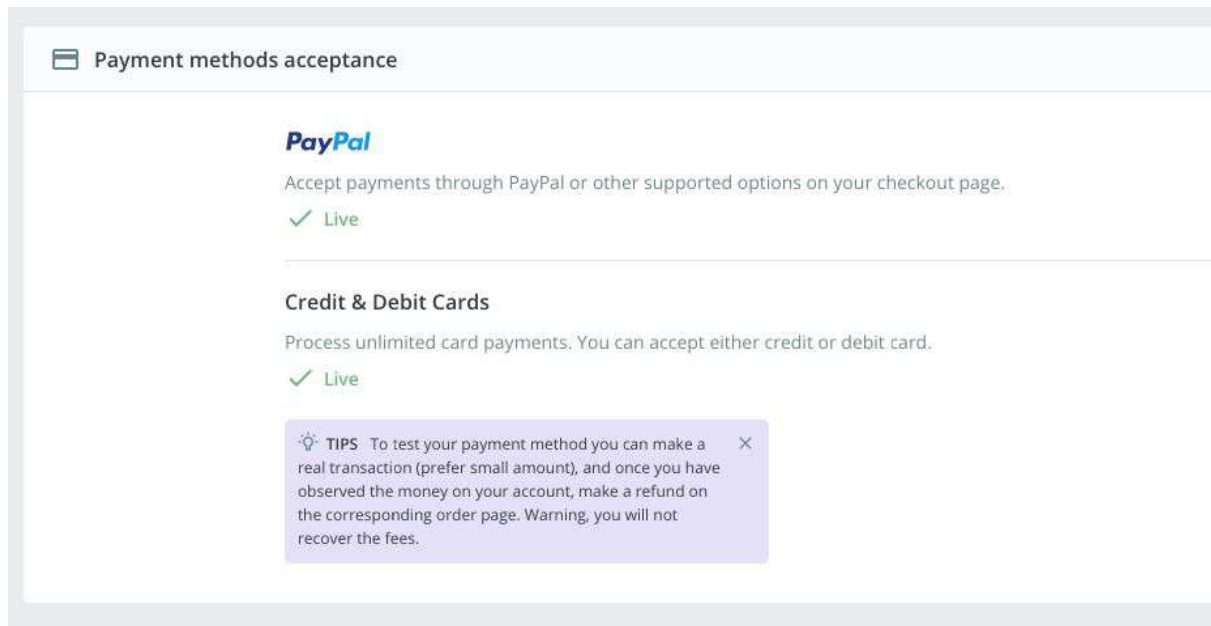 Payment methods acceptance
PayPal
Accept payments through PayPal or other supported options on your checkout page.
Live
Credit & Debit Cards
Process unlimited card payments. You can accept either credit or debit card.
Live
TIPS To test your payment method you can make a
real transaction (prefer small amount), and once you have
observed the money on your account, make a refund on
the corresponding order page. Warning, you will not
recover the fees.